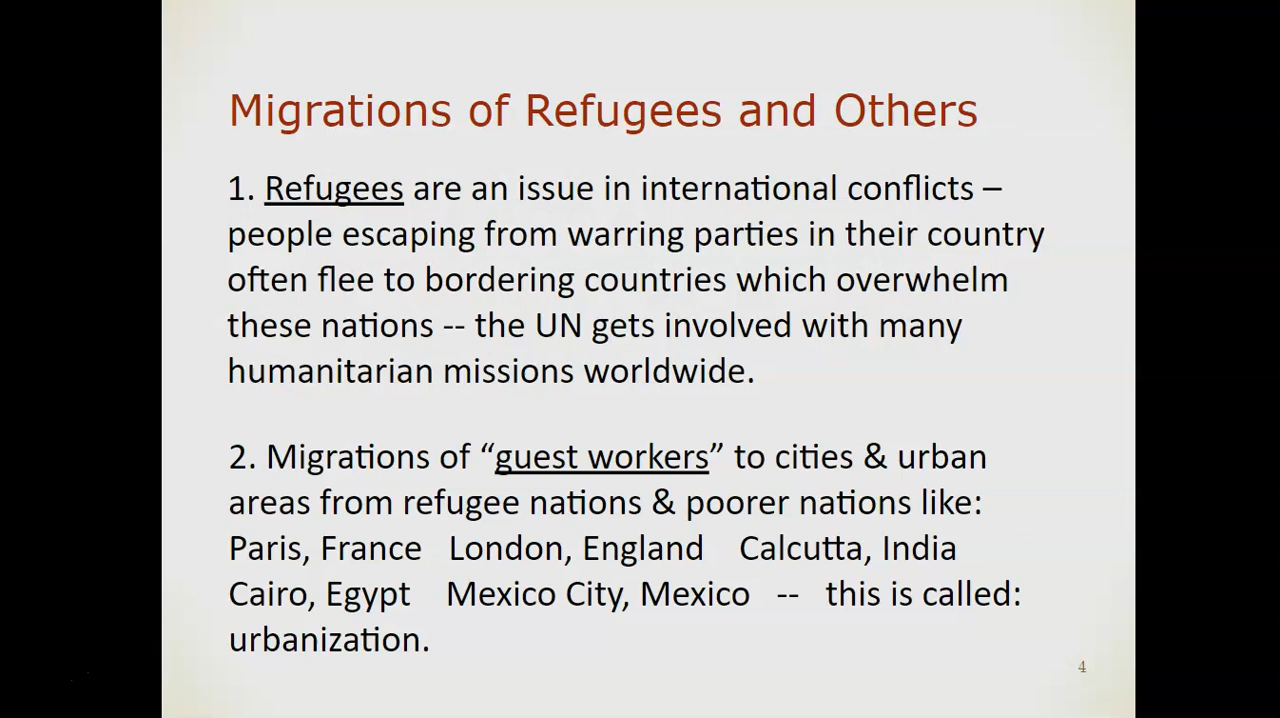 Migrations of Refugees and Others
1. Refugees are an issue in international conflicts –
people escaping from warring parties in their country
often flee to bordering countries which overwhelm
these nations -- the UN gets involved with many
humanitarian missions worldwide.
2. Migrations of “guest workers” to cities & urban
areas from refugee nations & poorer nations like:
Paris, France London, England Calcutta, India
Cairo, Egypt Mexico City, Mexico -- this is called:
urbanization.
4